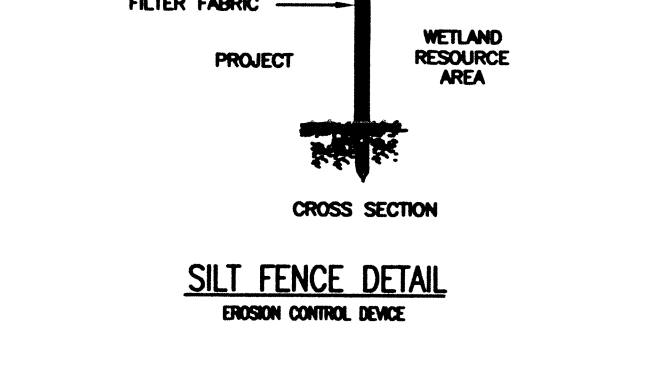 FILTER FABRIC
PROJECT
WETLAND
RESOURCE
AREA
CROSS SECTION
SILT FENCE DETAIL
EROSION CONTROL DEVICE